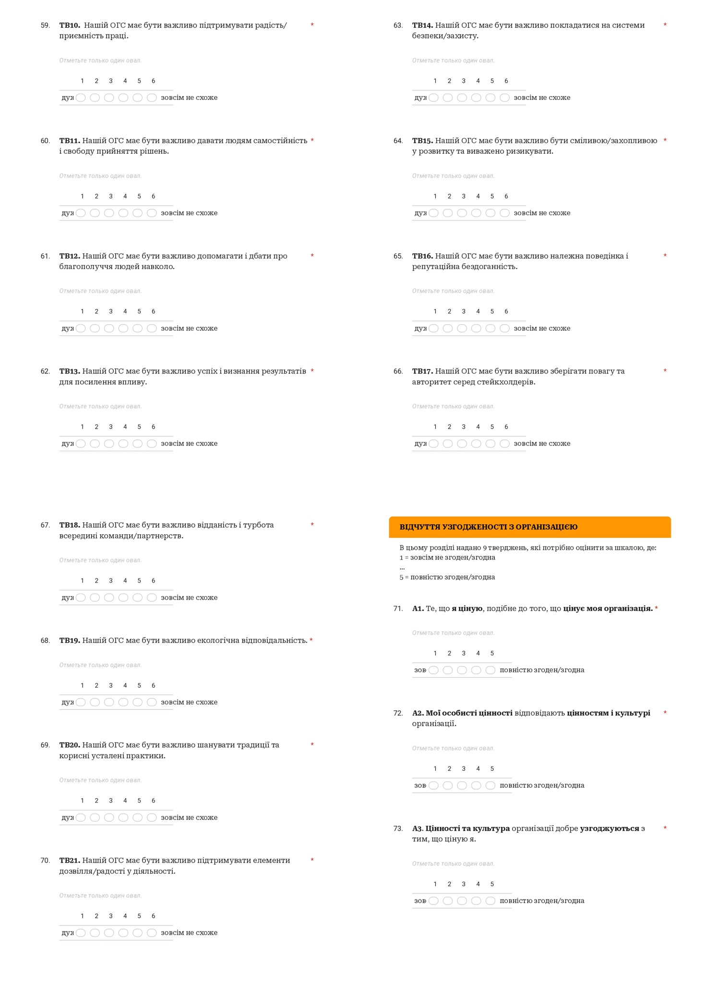 59. ТВ10. Нашій ОГС має бути важливо підтримувати радість/ *
приємність праці.
Отметьте только один овал.
1 2 3 4 5 6
дуж зовсім не схоже
60. ТВ11. Нашій ОГС має бути важливо давати людям самостійність *
і свободу прийняття рішень.
Отметьте только один овал.
1 2 3 4 5 6
дуж зовсім не схоже
61. ТВ12. Нашій ОГС має бути важливо допомагати і дбати про *
благополуччя людей навколо.
Отметьте только один овал.
1 2 3 4 5 6
дуж зовсім не схоже
62. ТВ13. Нашій ОГС має бути важливо успіх і визнання результатів *
для посилення впливу.
Отметьте только один овал.
1 2 3 4 5 6
дуж зовсім не схоже
63. ТВ14. Нашій ОГС має бути важливо покладатися на системи *
безпеки/захисту.
Отметьте только один овал.
1 2 3 4 5 6
дуж зовсім не схоже
64. ТВ15. Нашій ОГС має бути важливо бути сміливою/захопливою *
у розвитку та виважено ризикувати.
Отметьте только один овал.
1 2 3 4 5 6
дуж зовсім не схоже
65. ТВ16. Нашій ОГС має бути важливо належна поведінка і *
репутаційна бездоганність.
Отметьте только один овал.
1 2 3 4 5 6
дуж зовсім не схоже
66. ТВ17. Нашій ОГС має бути важливо зберігати повагу та *
авторитет серед стейкхолдерів.
Отметьте только один овал.
1 2 3 4 5 6
дуж зовсім не схоже
67. ТВ18. Нашій ОГС має бути важливо відданість і турбота *
всередині команди/партнерств.
Отметьте только один овал.
1 2 3 4 5 6
дуж зовсім не схоже
68. ТВ19. Нашій ОГС має бути важливо екологічна відповідальність. *
Отметьте только один овал.
1 2 3 4 5 6
дуж зовсім не схоже
69. ТВ20. Нашій ОГС має бути важливо шанувати традиції та *
корисні усталені практики.
Отметьте только один овал.
1 2 3 4 5 6
дуж зовсім не схоже
70. ТВ21. Нашій ОГС має бути важливо підтримувати елементи *
дозвілля/радості у діяльності.
Отметьте только один овал.
1 2 3 4 5 6
дуж зовсім не схоже
ВІДЧУТТЯ УЗГОДЖЕНОСТІ З ОРГАНІЗАЦІЄЮ
В цьому розділі надано 9 тверджень, які потрібно оцінити за шкалою, де:
1 = зовсім не згоден/згодна
...
5 = повністю згоден/згодна
71. А1. Те, що я ціную, подібне до того, що цінує моя організація. *
Отметьте только один овал.
1 2 3 4 5
зов повністю згоден/згодна
72. А2. Мої особисті цінності відповідають цінностям і культурі *
організації.
Отметьте только один овал.
1 2 3 4 5
зов повністю згоден/згодна
73. А3. Цінності та культура організації добре узгоджуються з *
тим, що ціную я.
Отметьте только один овал.
1 2 3 4 5
зов повністю згоден/згодна